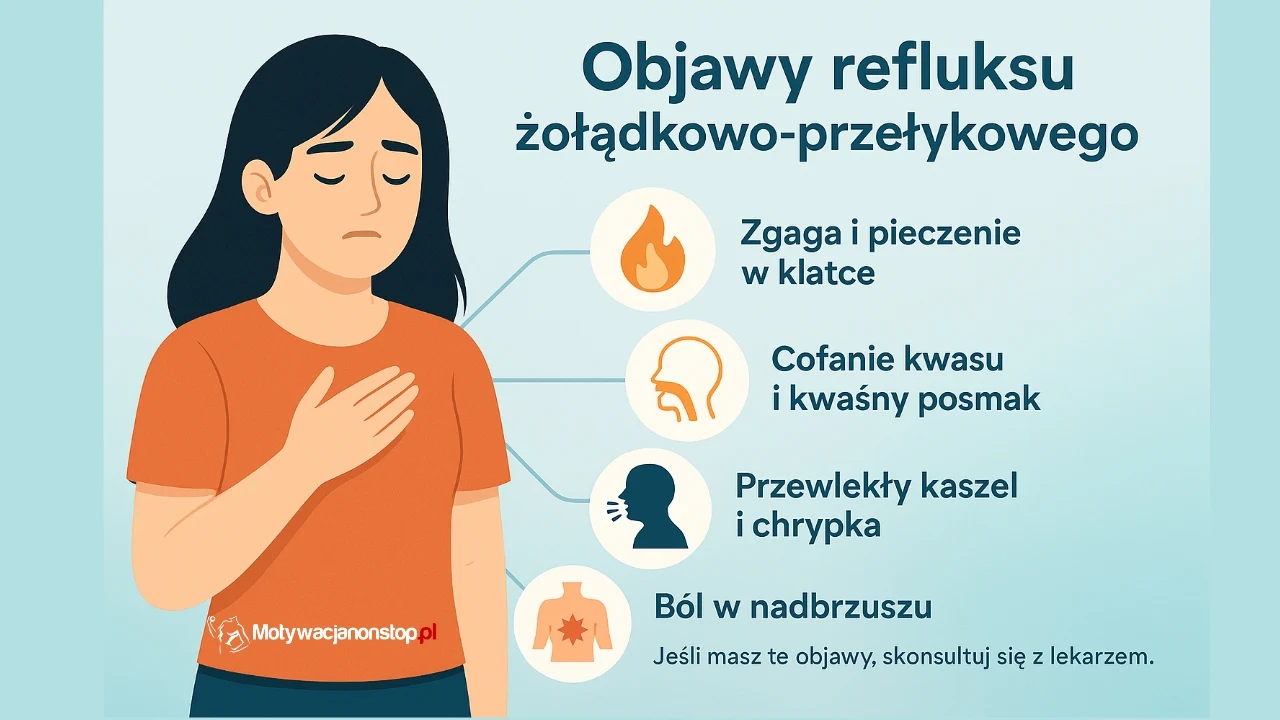 Objawy refluksu
żołądkowo-przełykowego
Zgaga i pieczenie
w klatce
Cofanie kwasu
i kwaśny posmak
Przewlekły kaszel
i chrypka
Ból w nadbrzuszu
Jeśli masz te objawy, skonsultuj się z lekarzem.
Motywacjanonstop.pl